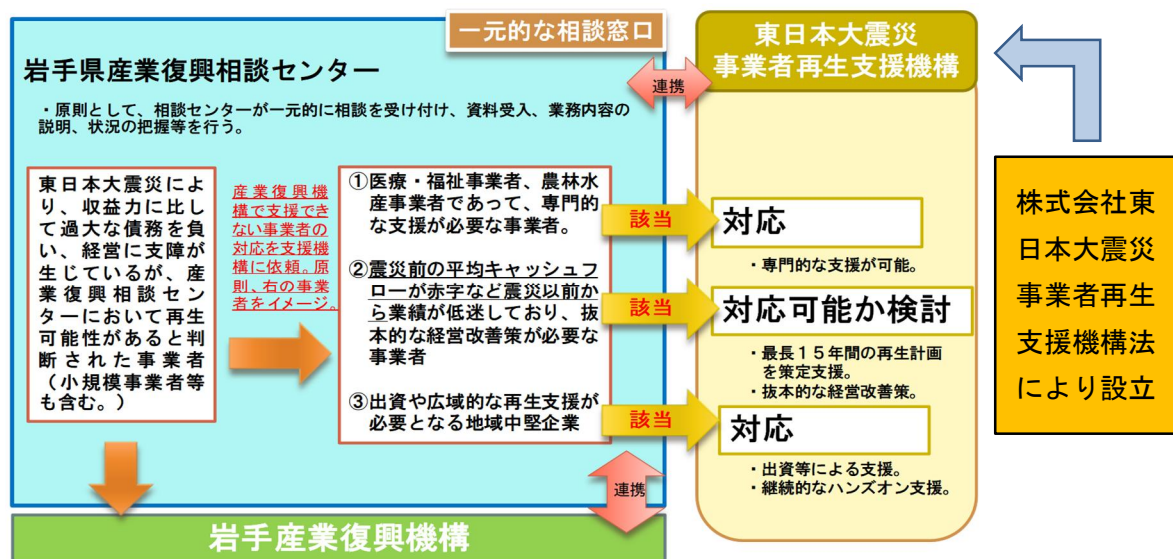 一元的な相談窓口
岩手県産業復興相談センター
・原則として、相談センターが一元的に相談を受け付け、資料受入、業務内容の
説明、状況の把握等を行う。
東日本大震災によ
り、収益力に比し
て過大な債務を負
い、経営に支障が
生じているが、産
業復興相談セン
ターにおいて再生
可能性があると判
断された事業者
(小規模事業者等
も含む。)
産業復興機
構で支援でき
ない事業者の
対応を支援機
構に依頼。原
則、右の事業
者をイメージ。
①医療・福祉事業者、農林水
産事業者であって、専門的
な支援が必要な事業者。
②震災前の平均キャッシュフ
ローが赤字など震災以前か
ら業績が低迷しており、抜
本的な経営改善策が必要な
事業者
③出資や広域的な再生支援が
必要となる地域中堅企業
該当
該当
該当
連携
連携
岩手産業復興機構
東日本大震災
事業者再生支援機構
対応
・専門的な支援が可能。
対応可能か検討
・最長15年間の再生計画
を策定支援。
・抜本的な経営改善策。
対応
・出資等による支援。
・継続的なハンズオン支援。
株式会社東
日本大震災
事業者再生
支援機構法
により設立